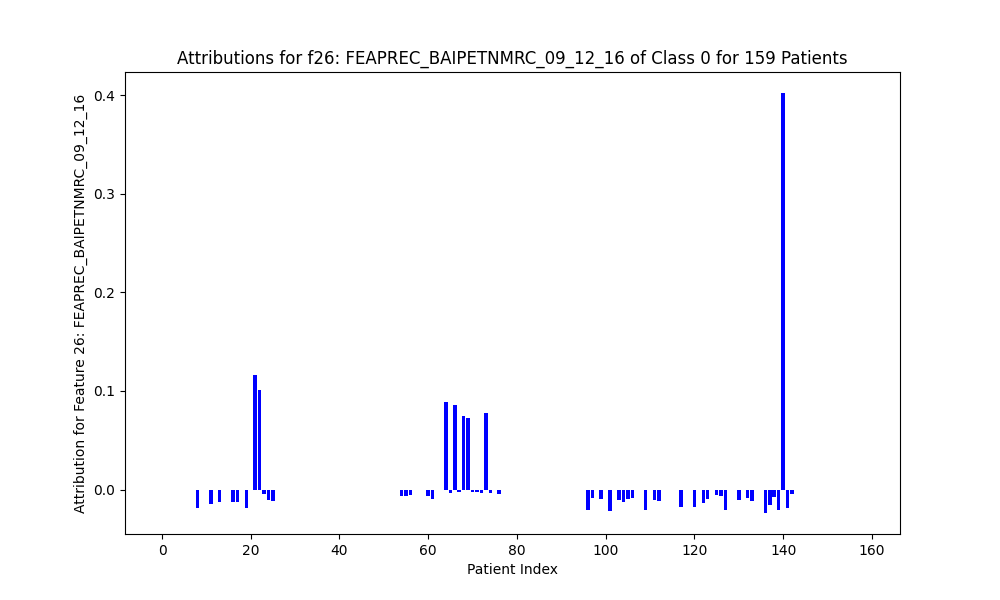 Attributions for f26: FEAPREC_BAIPETNMRC_09_12_16 of Class 0 for 159 Patients
Attribution for Feature 26: FEAPREC_BAIPETNMRC_09_12_16
0.4
0.3
0.2
0.1
0.0
0 20 40 60 80 100 120 140 160
Patient Index